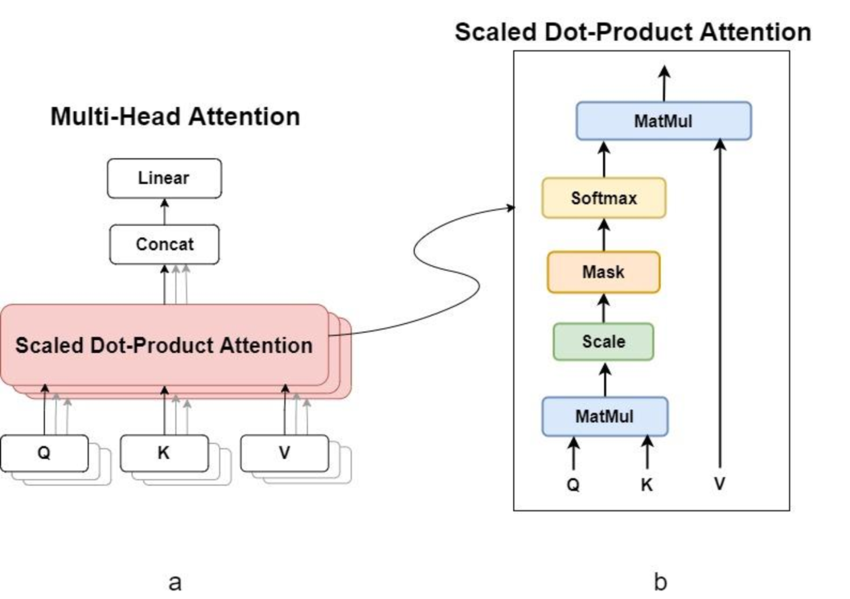 Multi-Head Attention
Linear
Concat
Scaled Dot-Product Attention
Q K V
a
Scaled Dot-Product Attention
MatMul
Softmax
Mask
Scale
MatMul
Q K V
b